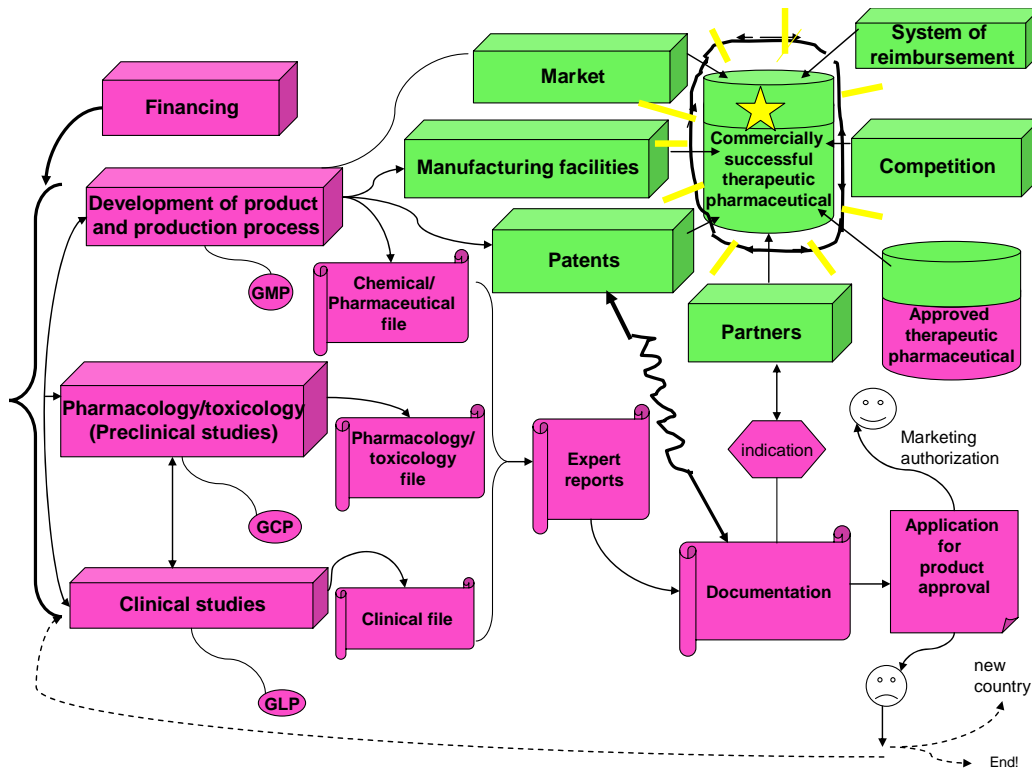 System of
reimbursement
Market
Financing
Commercially
successful
therapeutic
pharmaceutical
Manufacturing facilities
Competition
Development of product
and production process
Patents
GMP
Chemical/
Pharmaceutical
file
Partners
Approved
therapeutic
pharmaceutical
Pharmacology/toxicology
(Preclinical studies)
Pharmacology/
toxicology
file
indication
Marketing
authorization
Expert
reports
GCP
Application
for
product
approval
Clinical studies
Clinical file
Documentation
GLP
new
country
End!